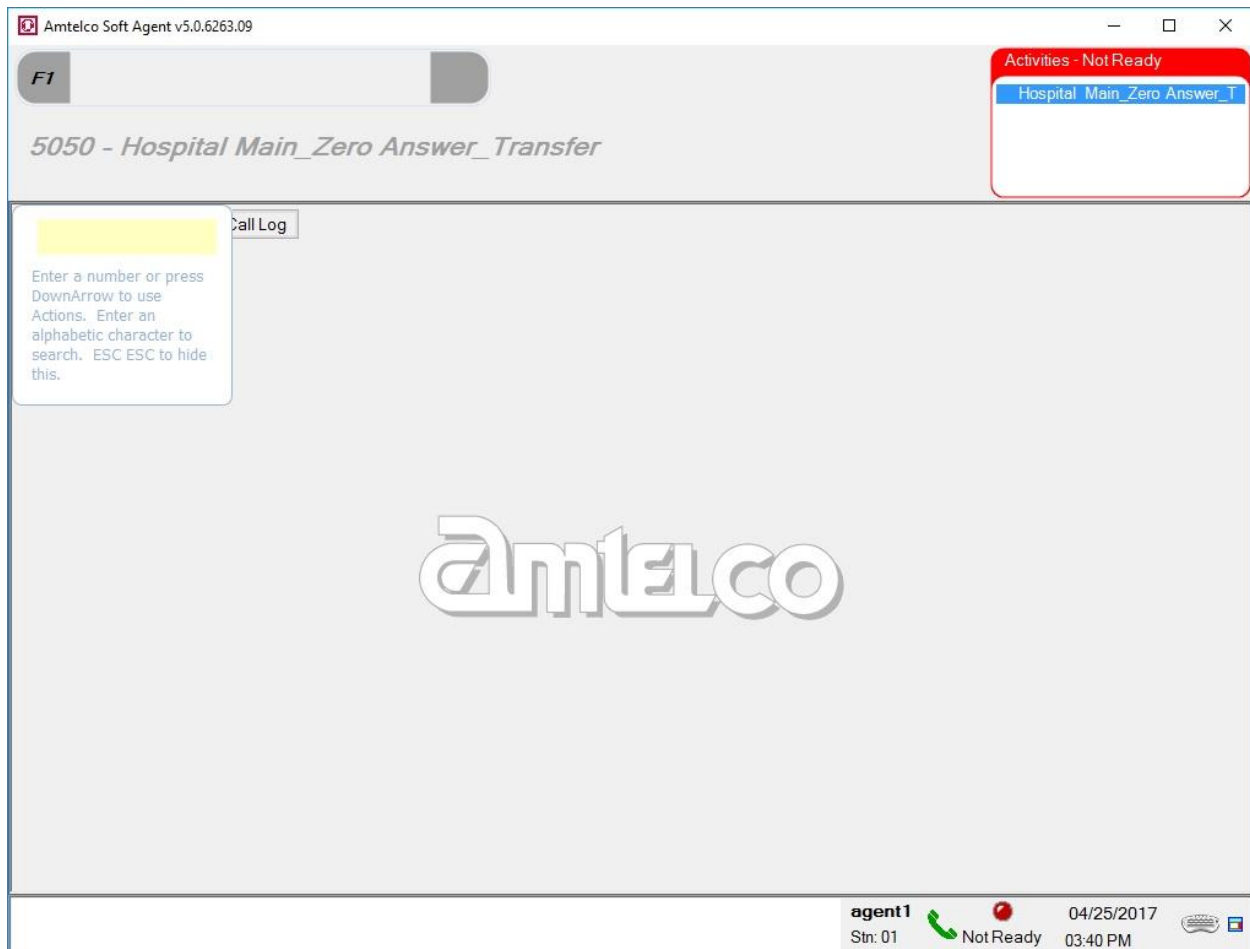 Amtelco Soft Agent v5.0.6263.09
F1
Activities - Not Ready
Hospital Main_Zero Answer_T
5050 - Hospital Main_Zero Answer_Transfer
Call Log
Enter a number or press
DownArrow to use
Actions. Enter an
alphabetic character to
search. ESC ESC to hide
this.
amtelco
agent1
Stn: 01
Not Ready
04/25/2017
03:40 PM